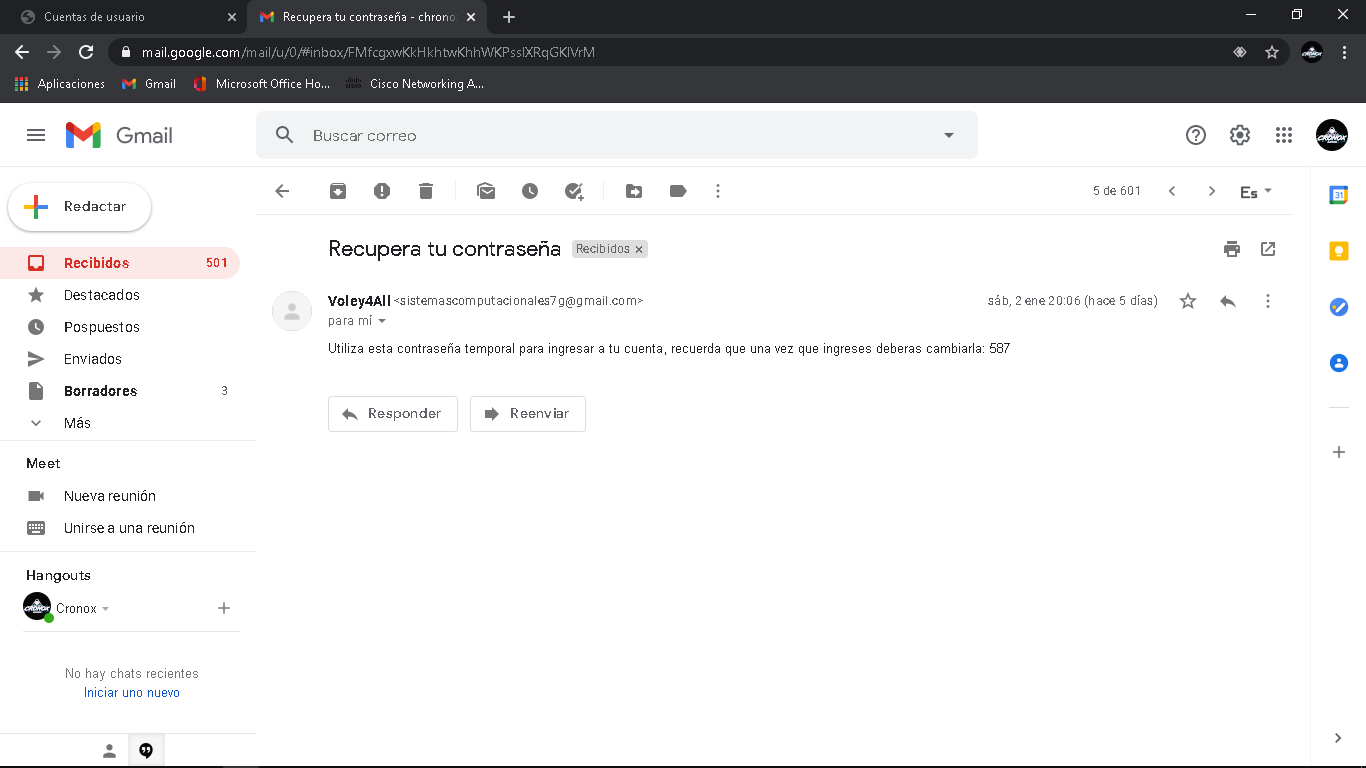 Cuentas de usuario
Recupera tu contraseña - chrono
mail.google.com/mail/u/0/#inbox/FMfcgxwKkHkhtwKhhWKPsslXRqGKlVrM
Aplicaciones Gmail Microsoft Office Ho... Cisco Networking A...
Gmail
Buscar correo
CRONOX
Redactar
5 de 601
Es
Recibidos 501
Destacados
Pospuestos
Enviados
Borradores 3
Más
Meet
Nueva reunión
Unirse a una reunión
Hangouts
Cronox
No hay chats recientes
Iniciar uno nuevo
Recupera tu contraseña Recibidos
Voley4All <sistemascomputacionales7g@gmail.com> sáb, 2 ene 20:06 (hace 5 días)
para mí
Utiliza esta contraseña temporal para ingresar a tu cuenta, recuerda que una vez que ingreses deberas cambiarla: 587
Responder Reenviar
31